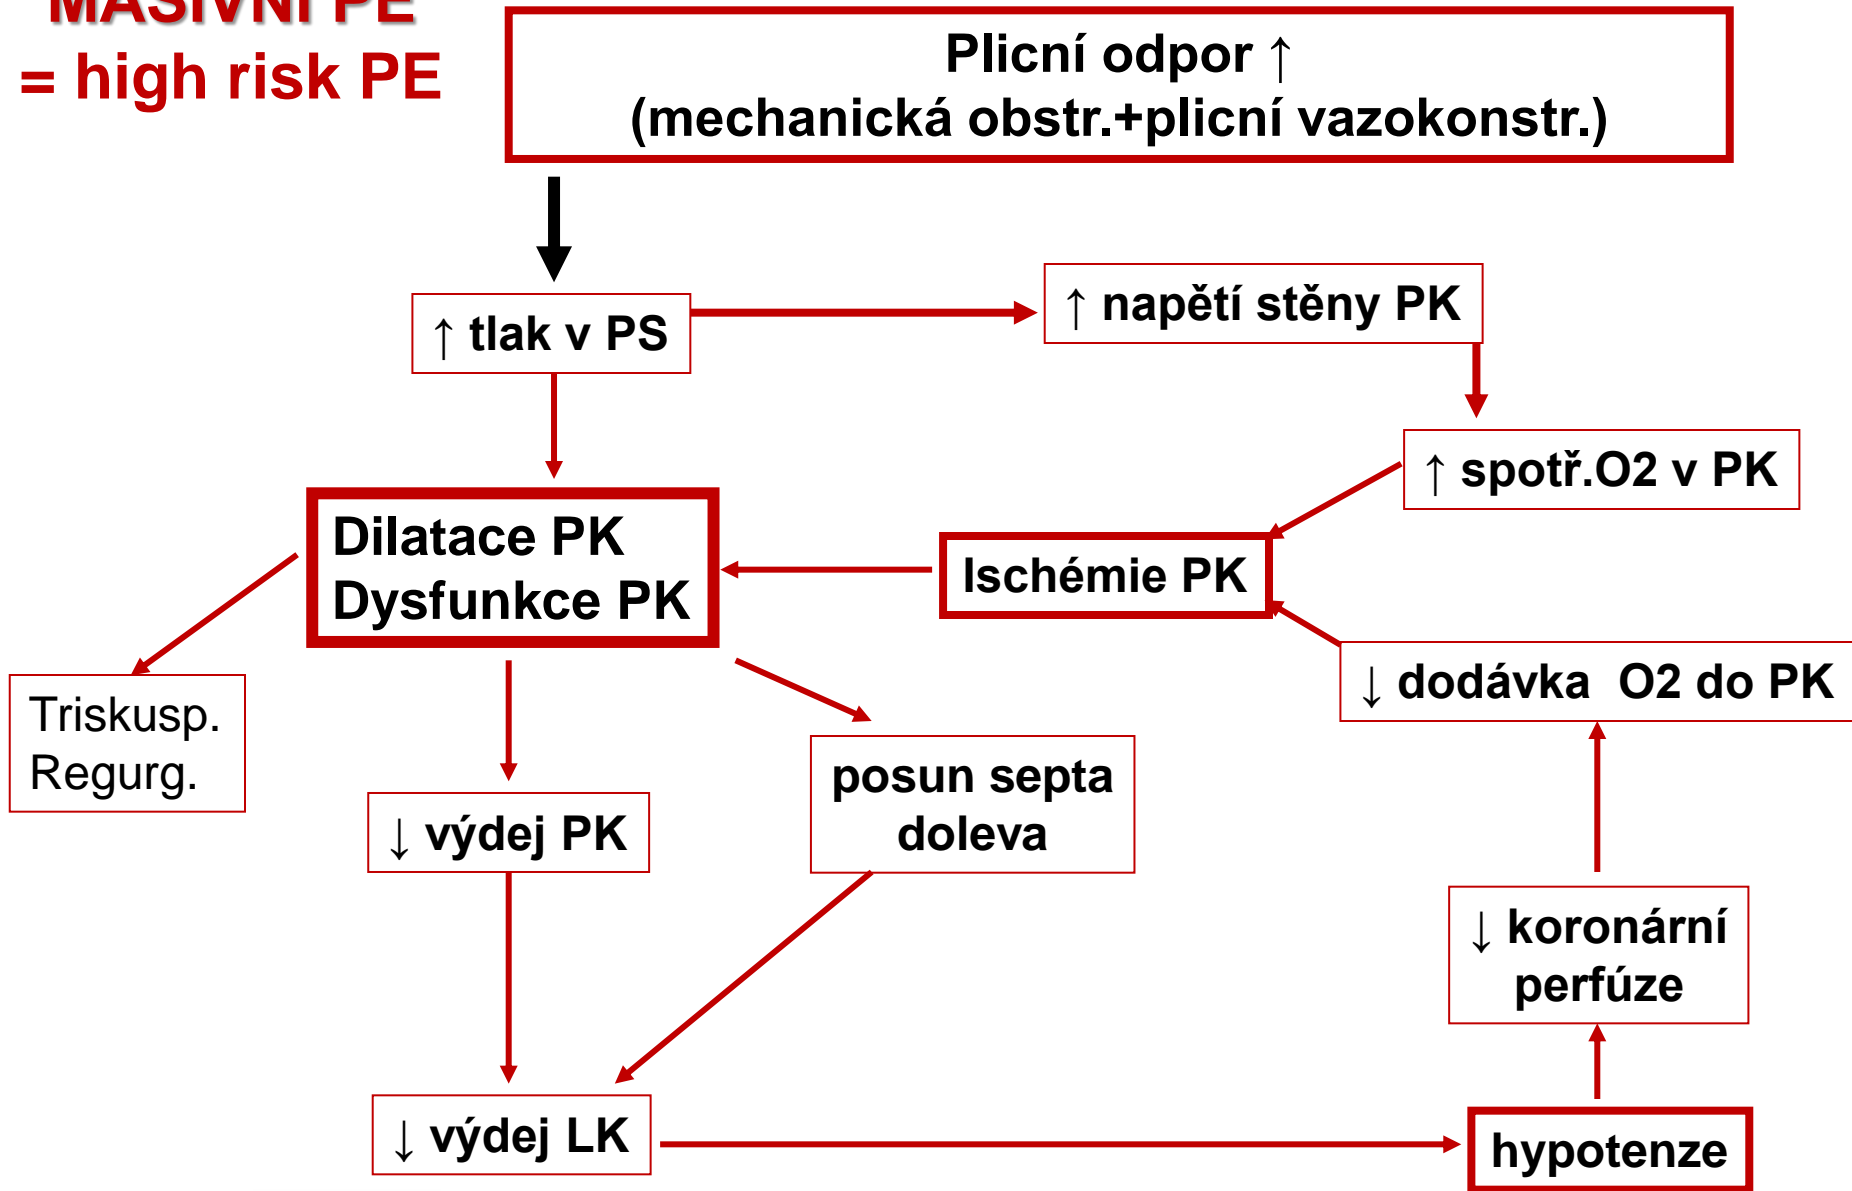 MASIVNÍ PE
= high risk PE
Plicní odpor ↑
(mechanická obstr.+plicní vazokonstr.)
↑ tlak v PS
↑ napětí stěny PK
↑ spotř.O2 v PK
Dilatace PK
Dysfunkce PK
Ischémie PK
↓ dodávka O2 do PK
Triskusp.
Regurg.
posun septa
doleva
↓ výdej PK
↓ koronární
perfúze
↓ výdej LK
hypotenze